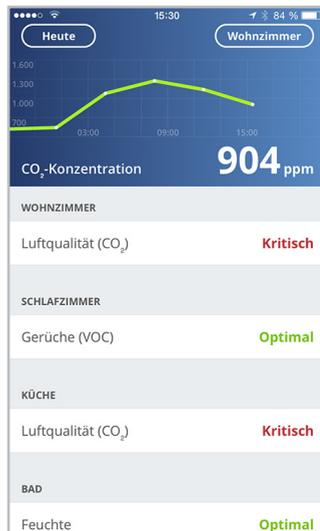 15:30 84 %
Heute Wohnzimmer
1.600
1.300
1.000
700
03:00 09:00 15:00
CO₂-Konzentration 904 ppm
WOHNZIMMER
Luftqualität (CO₂) Kritisch
SCHLAFZIMMER
Gerüche (VOC) Optimal
KÜCHE
Luftqualität (CO₂) Kritisch
BAD
Feuchte Optimal